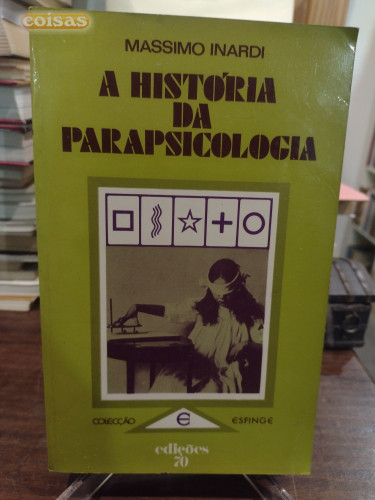 coisas
MASSIMO INARDI
A HISTÓRIA
DA
PARAPSICOLOGIA
COLECÇÃO E ESFINGE
edições
70